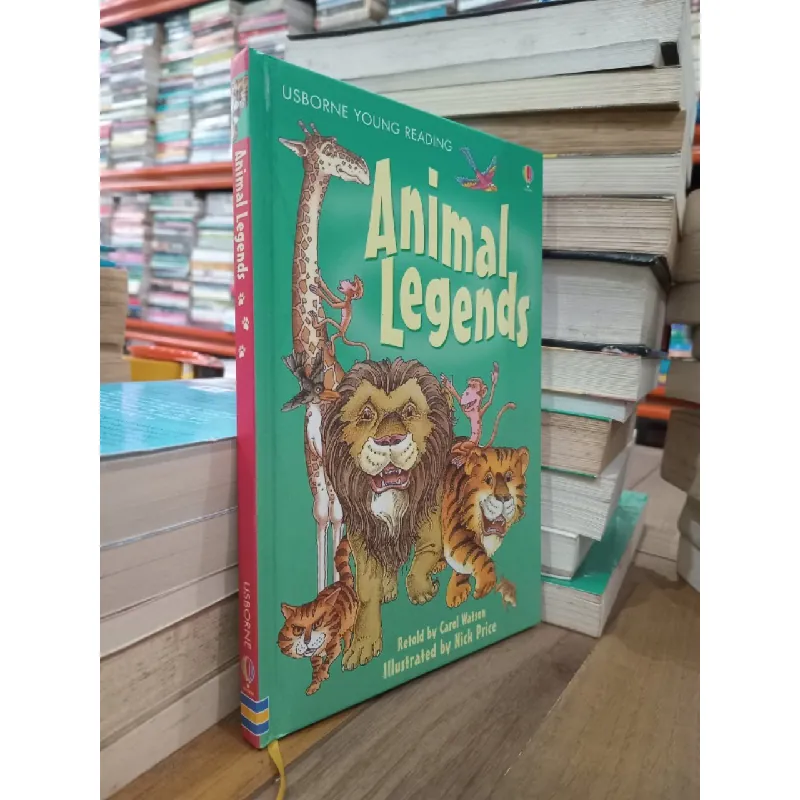 USBORNE YOUNG READING
Animal
Legends
Retold by Carol Watson
Illustrated by Nick Price
Animal Legends
USBORNE